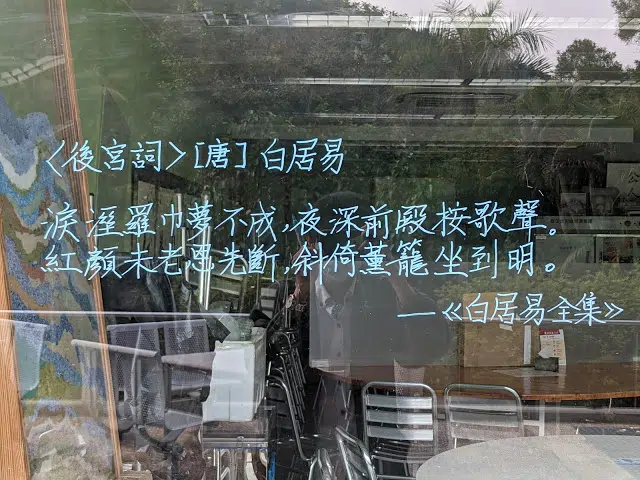 〈後宮詞〉[唐] 白居易
淚溼羅巾夢不成,夜深前殿按歌聲。
紅顏未老恩先斷,斜倚薰籠坐到明。
—《白居易全集》